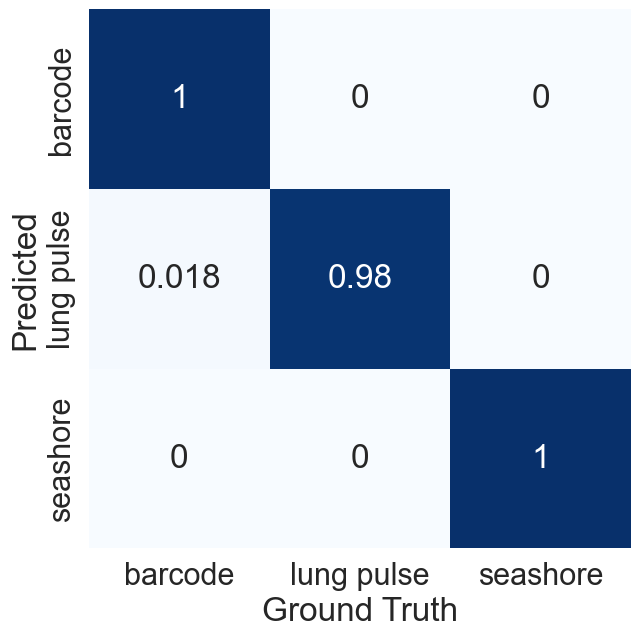 barcode
1 0 0
Predicted
lung pulse
0.018 0.98 0
seashore
0 0 1
barcode lung pulse seashore
Ground Truth